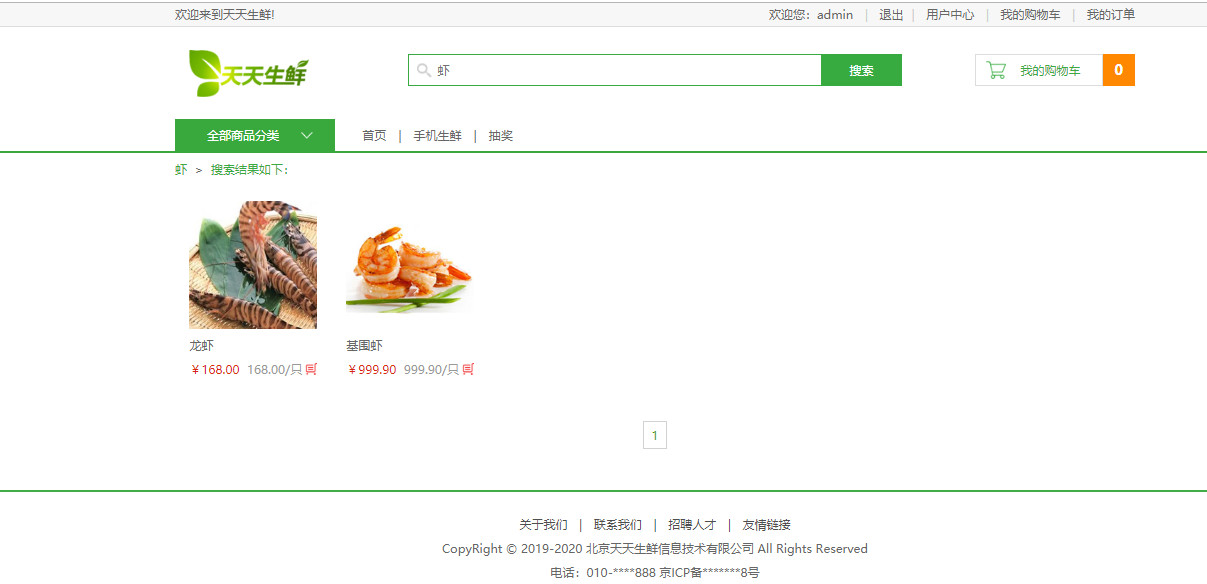 欢迎来到天天生鲜!
欢迎您：admin | 退出 | 用户中心 | 我的购物车 | 我的订单
天天生鲜
虾
搜索
我的购物车 0
全部商品分类
首页 | 手机生鲜 | 抽奖
虾 > 搜索结果如下：
龙虾
￥168.00 168.00/只
基围虾
￥999.90 999.90/只
1
关于我们 | 联系我们 | 招聘人才 | 友情链接
CopyRight © 2019-2020 北京天天生鲜信息技术有限公司 All Rights Reserved
电话：010-****888 京ICP备*******8号